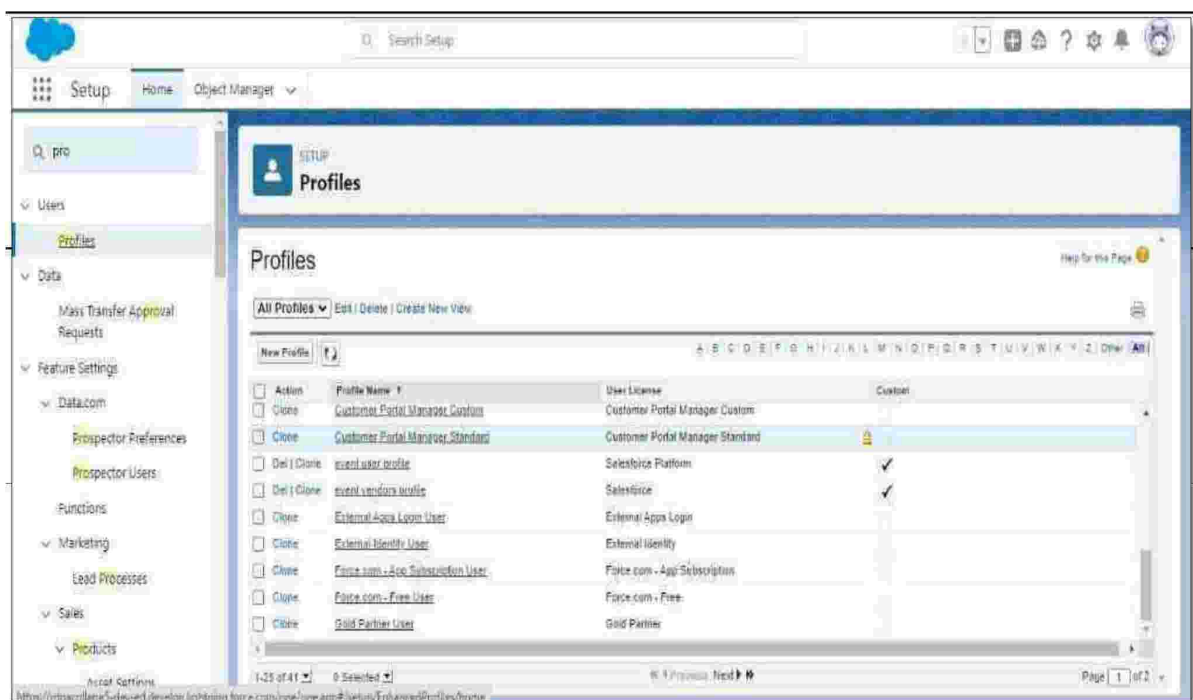 Search Setup
Setup Home Object Manager
pro
Users
Profiles
Data
Mass Transfer Approval
Requests
Feature Settings
Data.com
Prospector Preferences
Prospector Users
Functions
Marketing
Lead Processes
Sales
Products
Asset Settings
SETUP
Profiles
Profiles
Help for this Page
All Profiles Edit | Delete | Create New View
New Profile
A B C D E F G H I J K L M N O P Q R S T U V W X Y Z Other All
Action Profile Name User License Custom
Clone Customer Portal Manager Custom Customer Portal Manager Custom
Clone Customer Portal Manager Standard Customer Portal Manager Standard
Del | Clone event user profile Salesforce Platform
Del | Clone event vendors profile Salesforce
Clone External Apps Login User External Apps Login
Clone External Identity User External Identity
Clone Force.com - App Subscription User Force.com - App Subscription
Clone Force.com - Free User Force.com - Free
Clone Gold Partner User Gold Partner
1-25 of 41 0 Selected Previous Next Page 1 of 2